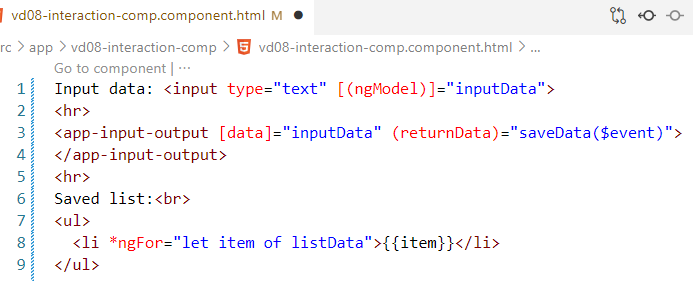 vd08-interaction-comp.component.html M
rc > app > vd08-interaction-comp > vd08-interaction-comp.component.html > ...
Go to component | ...
1 Input data: <input type="text" [(ngModel)]="inputData">
2 <hr>
3 <app-input-output [data]="inputData" (returnData)="saveData($event)">
4 </app-input-output>
5 <hr>
6 Saved list:<br>
7 <ul>
8   <li *ngFor="let item of listData">{{item}}</li>
9 </ul>